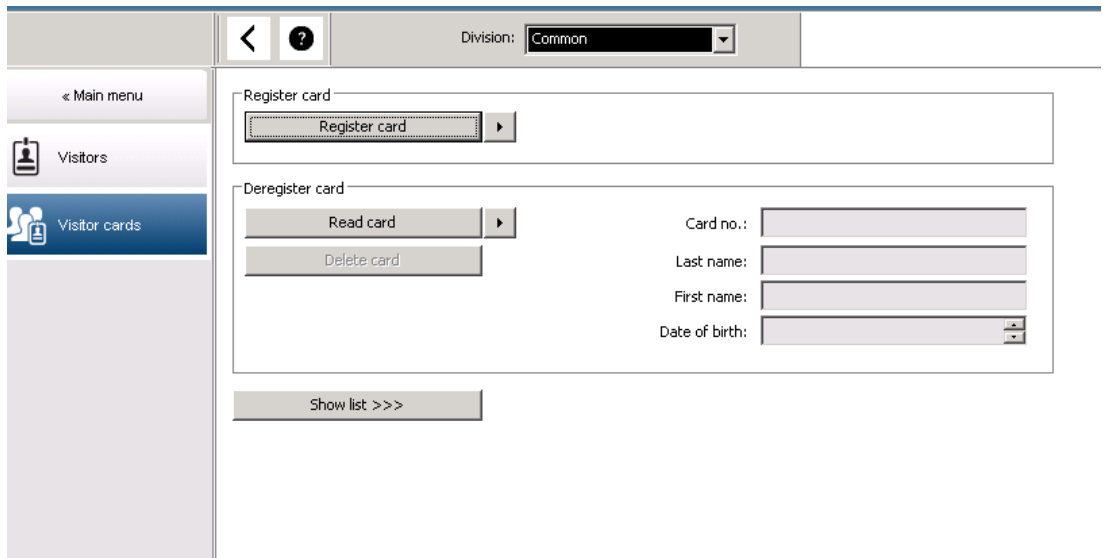 Division: Common
« Main menu
Visitors
Visitor cards
Register card
Register card
Deregister card
Read card
Delete card
Card no.:
Last name:
First name:
Date of birth:
Show list >>>